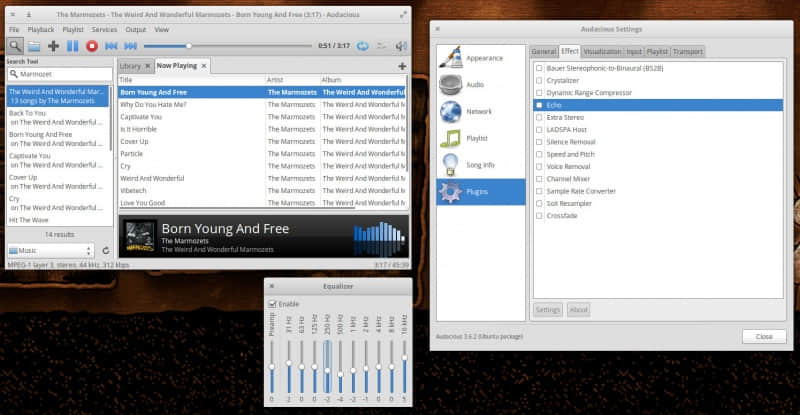 The Marmozets - The Weird And Wonderful Marmozets - Born Young And Free (3:17) - Audacious
File Playback Playlist Services Output View
0:51 / 3:17
Search Tool
Marmozet
The Weird And Wonderful Mar...
13 songs by The Marmozets
Back To You
on The Weird And Wonderful ...
Born Young And Free
on The Weird And Wonderful ...
Captivate You
on The Weird And Wonderful ...
Cover Up
on The Weird And Wonderful ...
Cry
on The Weird And Wonderful ...
Hit The Wave
14 results
Music
Library Now Playing
Title Artist Album
Born Young And Free The Marmozets The Weird And Wonderful M
Why Do You Hate Me? The Marmozets The Weird And Wonderful M
Captivate You The Marmozets The Weird And Wonderful M
Is It Horrible The Marmozets The Weird And Wonderful M
Cover Up The Marmozets The Weird And Wonderful M
Particle The Marmozets The Weird And Wonderful M
Cry The Marmozets The Weird And Wonderful M
Weird And Wonderful The Marmozets The Weird And Wonderful M
Vibetech The Marmozets The Weird And Wonderful M
Love You Good The Marmozets The Weird And Wonderful M
Born Young And Free
The Marmozets
The Weird And Wonderful Marmozets
MPEG-1 layer 3, stereo, 44 kHz, 312 kbps 3:17 / 45:39
Equalizer
Enable
Preamp 31 Hz 63 Hz 125 Hz 250 Hz 500 Hz 1 kHz 2 kHz 4 kHz 8 kHz 16 kHz
0 2 0 0 -2 -4 -2 -1 0 0 5
Audacious Settings
Appearance
Audio
Network
Playlist
Song Info
Plugins
General Effect Visualization Input Playlist Transport
Bauer Stereophonic-to-Binaural (BS2B)
Crystalizer
Dynamic Range Compressor
Echo
Extra Stereo
LADSPA Host
Silence Removal
Speed and Pitch
Voice Removal
Channel Mixer
Sample Rate Converter
SoX Resampler
Crossfade
Settings About
Audacious 3.6.2 (Ubuntu package)
Close